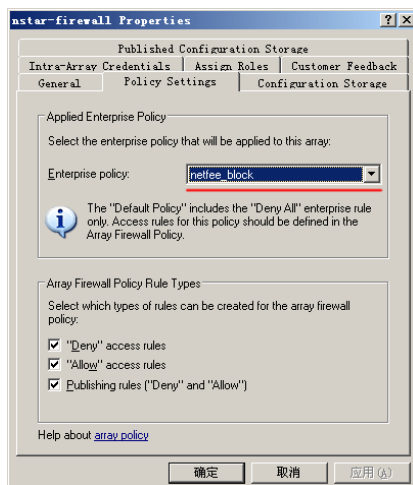 nstar-firewall Properties
Published Configuration Storage
Intra-Array Credentials Assign Roles Customer Feedback
General Policy Settings Configuration Storage
Applied Enterprise Policy
Select the enterprise policy that will be applied to this array:
Enterprise policy: netfee_block
The "Default Policy" includes the "Deny All" enterprise rule
only. Access rules for this policy should be defined in the
Array Firewall Policy.
Array Firewall Policy Rule Types
Select which types of rules can be created for the array firewall
policy:
"Deny" access rules
"Allow" access rules
Publishing rules ("Deny" and "Allow")
Help about array policy
确定 取消 应用(A)